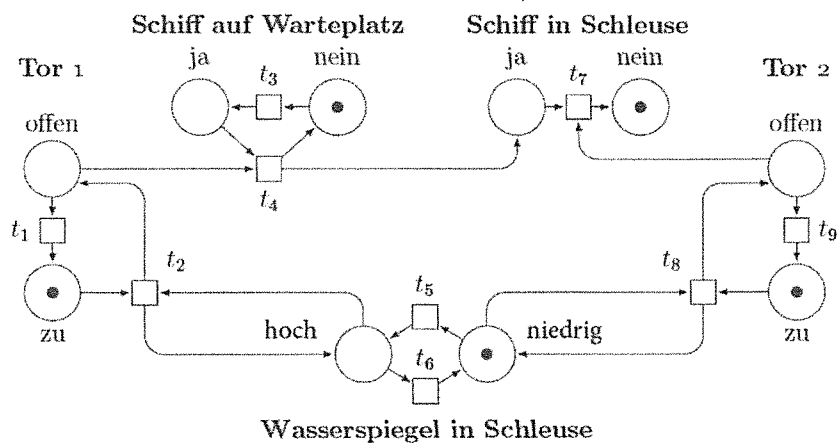 Schiff auf Warteplatz Schiff in Schleuse
Tor 1 ja nein ja Tor 2
t3 t7 nein
offen offen
t4
t1 t9
t2 t8
t5
zu hoch niedrig zu
t6
Wasserspiegel in Schleuse